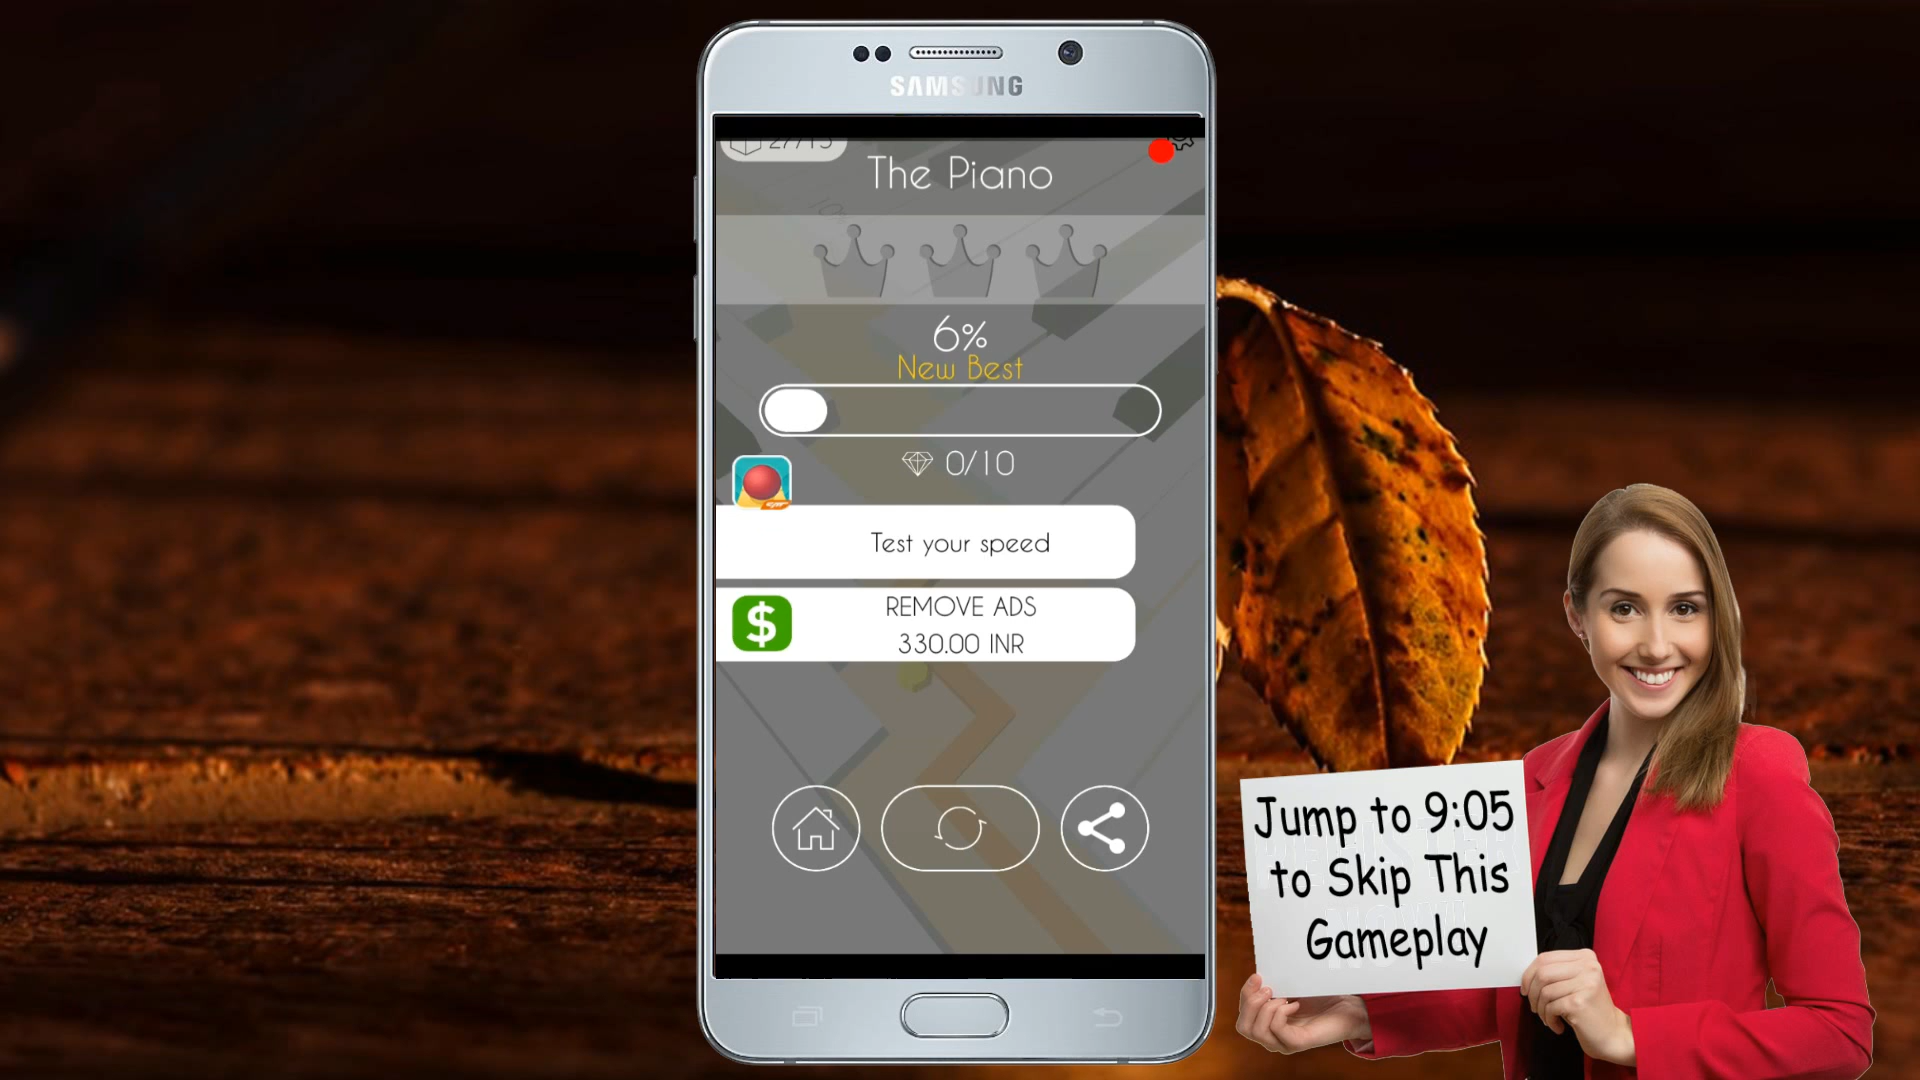 SAMSUNG
The Piano
10%
6%
New Best
0/10
Test your speed
$
REMOVE ADS
330.00 INR
Jump to 9:05
to Skip This
Gameplay